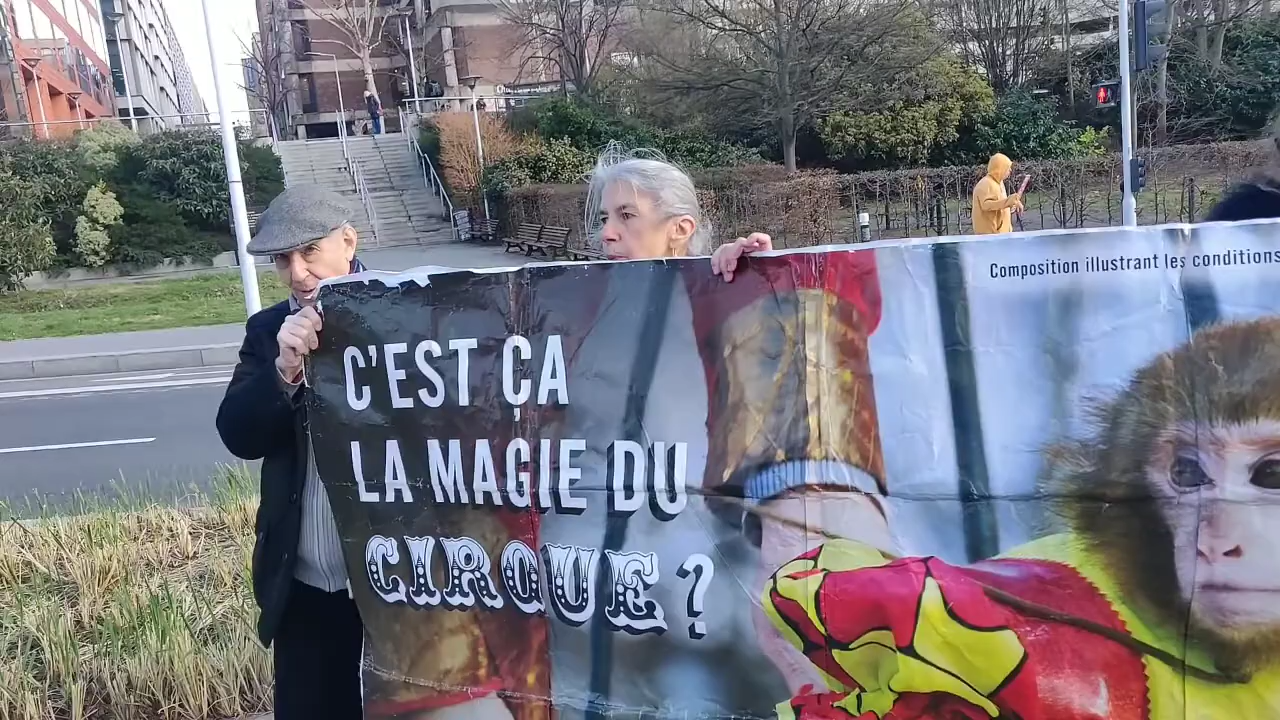 Composition illustrant les conditions
C'EST ÇA
LA MAGIE DU
CIRQUE ?